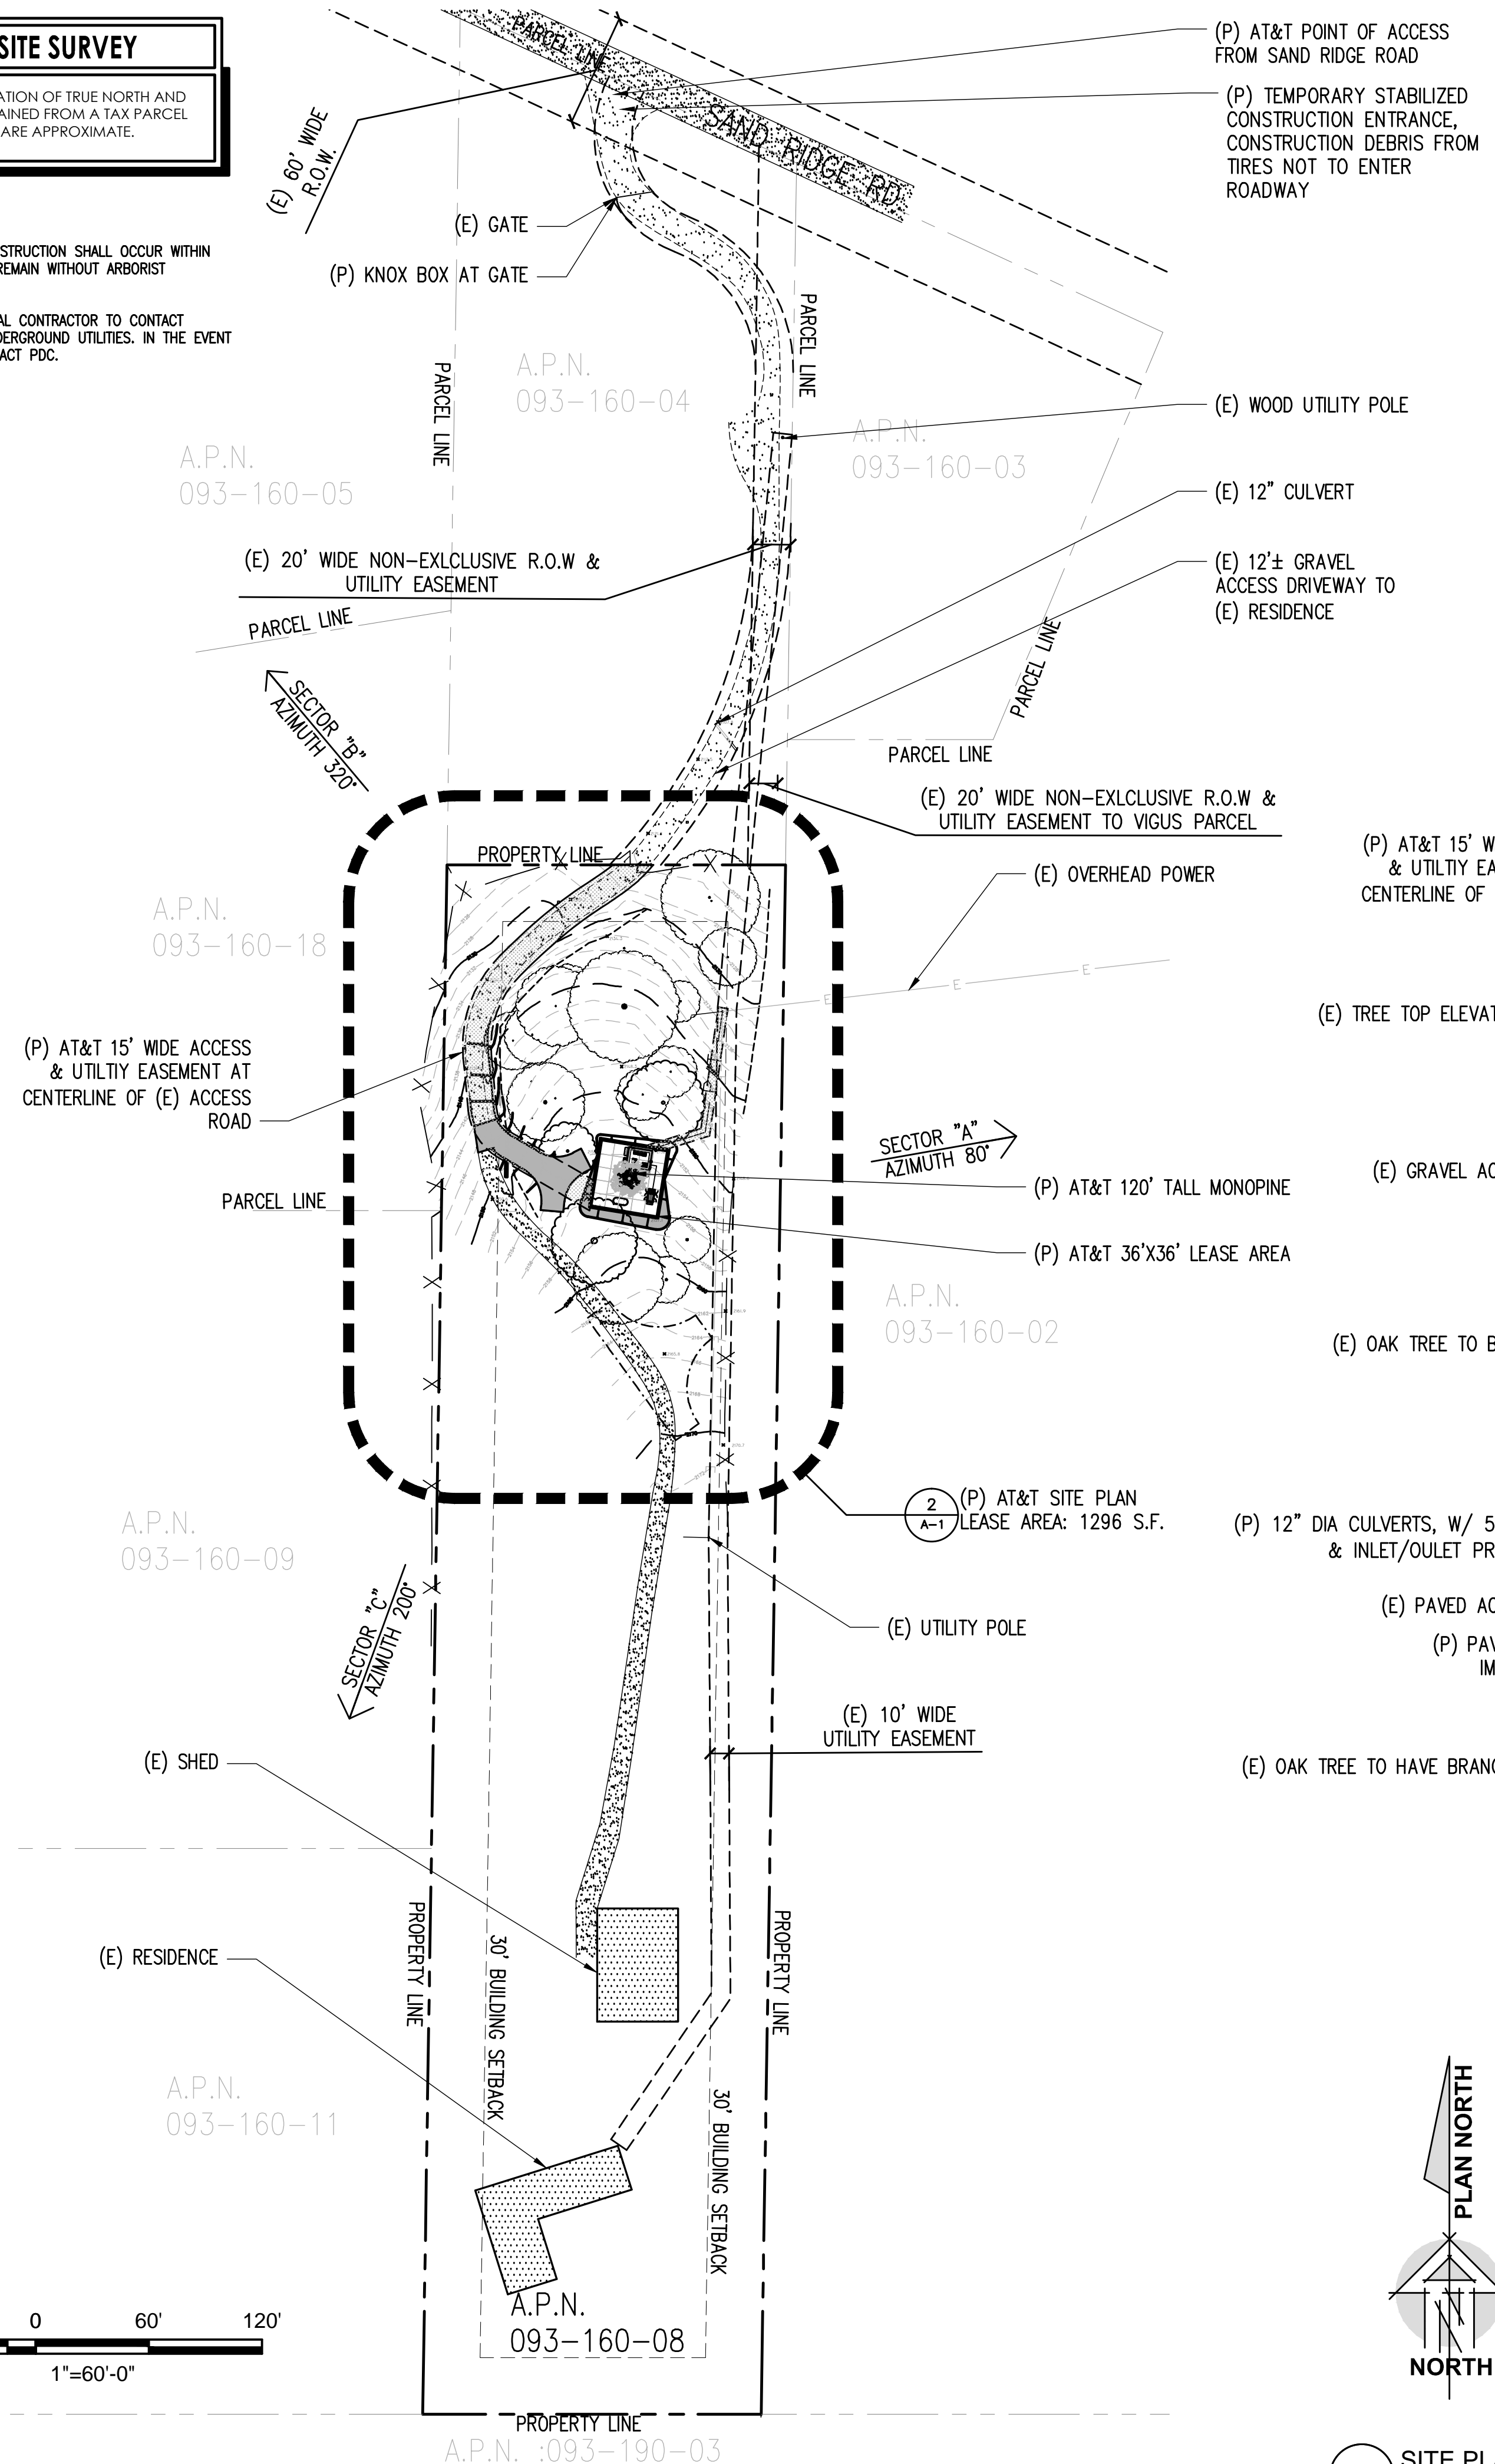 SITE SURVEY
ATION OF TRUE NORTH AND
AINED FROM A TAX PARCEL
ARE APPROXIMATE.
STRUCTION SHALL OCCUR WITHIN
REMAIN WITHOUT ARBORIST
AL CONTRACTOR TO CONTACT
DERGROUND UTILITIES. IN THE EVENT
ACT PDC.
PARCEL LINE
SAND RIDGE RD
(E) 60' WIDE
R.O.W.
(P) AT&T POINT OF ACCESS
FROM SAND RIDGE ROAD
(P) TEMPORARY STABILIZED
CONSTRUCTION ENTRANCE,
CONSTRUCTION DEBRIS FROM
TIRES NOT TO ENTER
ROADWAY
(E) GATE
(P) KNOX BOX AT GATE
PARCEL LINE
PARCEL LINE
A.P.N.
093-160-04
A.P.N.
093-160-03
A.P.N.
093-160-05
(E) WOOD UTILITY POLE
(E) 12" CULVERT
(E) 12'± GRAVEL
ACCESS DRIVEWAY TO
(E) RESIDENCE
(E) 20' WIDE NON-EXLCLUSIVE R.O.W &
UTILITY EASEMENT
PARCEL LINE
PARCEL LINE
PARCEL LINE
SECTOR "B"
AZIMUTH 320°
(E) 20' WIDE NON-EXLCLUSIVE R.O.W &
UTILITY EASEMENT TO VIGUS PARCEL
PROPERTY LINE
(E) OVERHEAD POWER
E
E
E
A.P.N.
093-160-18
(P) AT&T 15' W
& UTILTIY EA
CENTERLINE OF
(E) TREE TOP ELEVAT
(P) AT&T 15' WIDE ACCESS
& UTILTIY EASEMENT AT
CENTERLINE OF (E) ACCESS
ROAD
SECTOR "A"
AZIMUTH 80°
(E) GRAVEL AC
(P) AT&T 120' TALL MONOPINE
PARCEL LINE
(P) AT&T 36'X36' LEASE AREA
A.P.N.
093-160-02
(E) OAK TREE TO B
2
A-1
(P) AT&T SITE PLAN
LEASE AREA: 1296 S.F.
A.P.N.
093-160-09
(P) 12" DIA CULVERTS, W/ 5
& INLET/OULET PR
(E) PAVED AC
(P) PAV
IM
SECTOR "C"
AZIMUTH 200°
(E) UTILITY POLE
(E) 10' WIDE
UTILITY EASEMENT
(E) SHED
(E) OAK TREE TO HAVE BRANC
(E) RESIDENCE
PROPERTY LINE
30' BUILDING SETBACK
PROPERTY LINE
30' BUILDING SETBACK
A.P.N.
093-160-11
A.P.N.
093-160-08
PLAN NORTH
NORTH
0 60' 120'
1"=60'-0"
PROPERTY LINE
A.P.N. :093-190-03
SITE PL